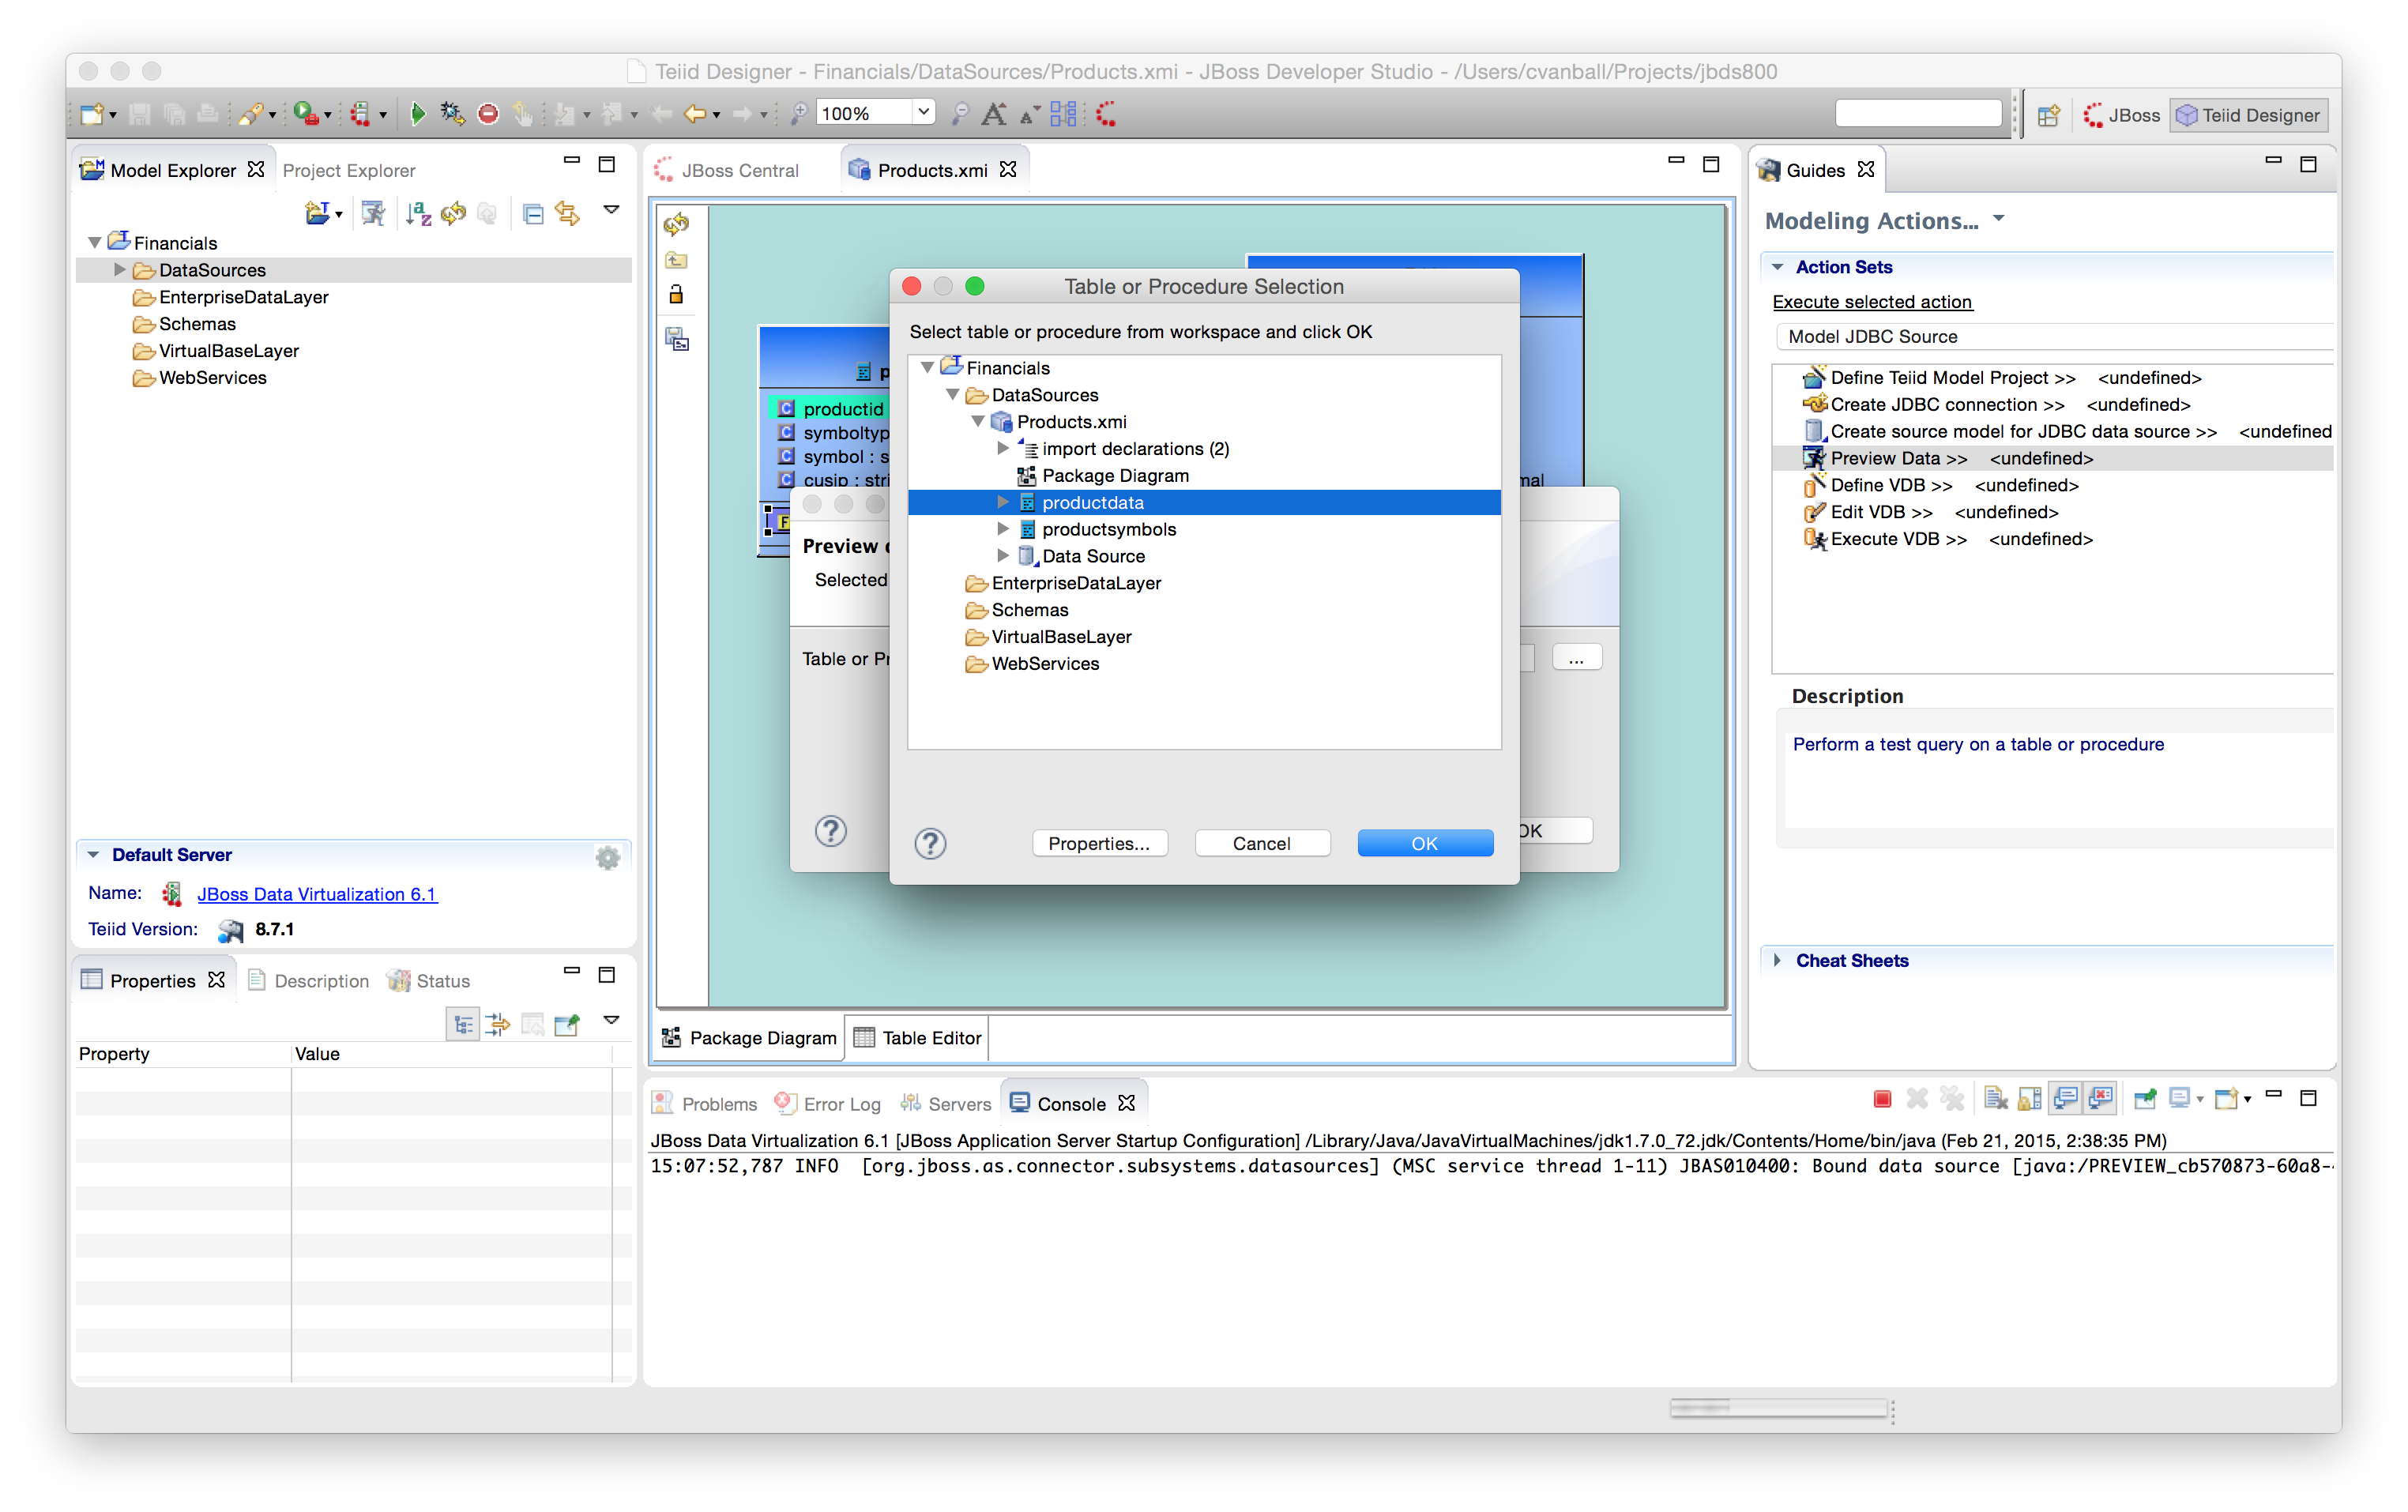 Teiid Designer - Financials/DataSources/Products.xmi - JBoss Developer Studio - /Users/cvanball/Projects/jbds800
100%
JBoss
Teiid Designer
Model Explorer
Project Explorer
Financials
DataSources
EnterpriseDataLayer
Schemas
VirtualBaseLayer
WebServices
Default Server
Name: JBoss Data Virtualization 6.1
Teiid Version: 8.7.1
Properties
Description
Status
Property
Value
JBoss Central
Products.xmi
productid
symboltyp
symbol : s
cusip : stri
Preview
Selected
Table or Pr
...
OK
Table or Procedure Selection
Select table or procedure from workspace and click OK
Financials
DataSources
Products.xmi
import declarations (2)
Package Diagram
productdata
productsymbols
Data Source
EnterpriseDataLayer
Schemas
VirtualBaseLayer
WebServices
Properties...
Cancel
OK
Package Diagram
Table Editor
Guides
Modeling Actions...
Action Sets
Execute selected action
Model JDBC Source
Define Teiid Model Project >> <undefined>
Create JDBC connection >> <undefined>
Create source model for JDBC data source >> <undefined
Preview Data >> <undefined>
Define VDB >> <undefined>
Edit VDB >> <undefined>
Execute VDB >> <undefined>
Description
Perform a test query on a table or procedure
Cheat Sheets
Problems
Error Log
Servers
Console
JBoss Data Virtualization 6.1 [JBoss Application Server Startup Configuration] /Library/Java/JavaVirtualMachines/jdk1.7.0_72.jdk/Contents/Home/bin/java (Feb 21, 2015, 2:38:35 PM)
15:07:52,787 INFO [org.jboss.as.connector.subsystems.datasources] (MSC service thread 1-11) JBAS010400: Bound data source [java:/PREVIEW_cb570873-60a8-